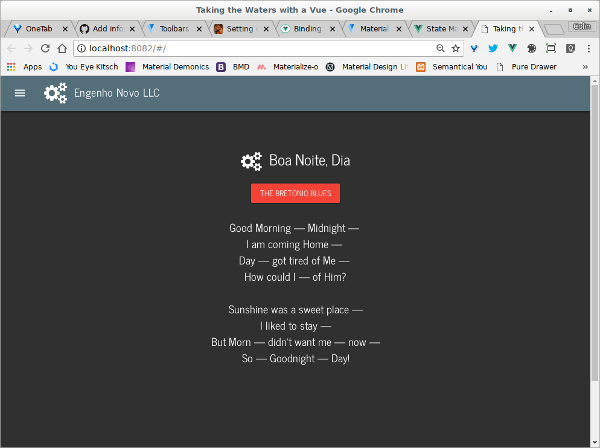 Taking the Waters with a Vue - Google Chrome
OneTab
Add info
Toolbars
Setting
Binding
Material
State Ma
Taking th
Colin
localhost:8082/#/
Apps
You Eye Kitsch
Material Demonics
BMD
Materialize-o
Material Design Lit
Semantical You
Pure Drawer
»
Engenho Novo LLC
Boa Noite, Dia
THE BRETÓNIO BLUES
Good Morning — Midnight —
I am coming Home —
Day — got tired of Me —
How could I — of Him?
Sunshine was a sweet place —
I liked to stay —
But Morn — didn't want me — now —
So — Goodnight — Day!